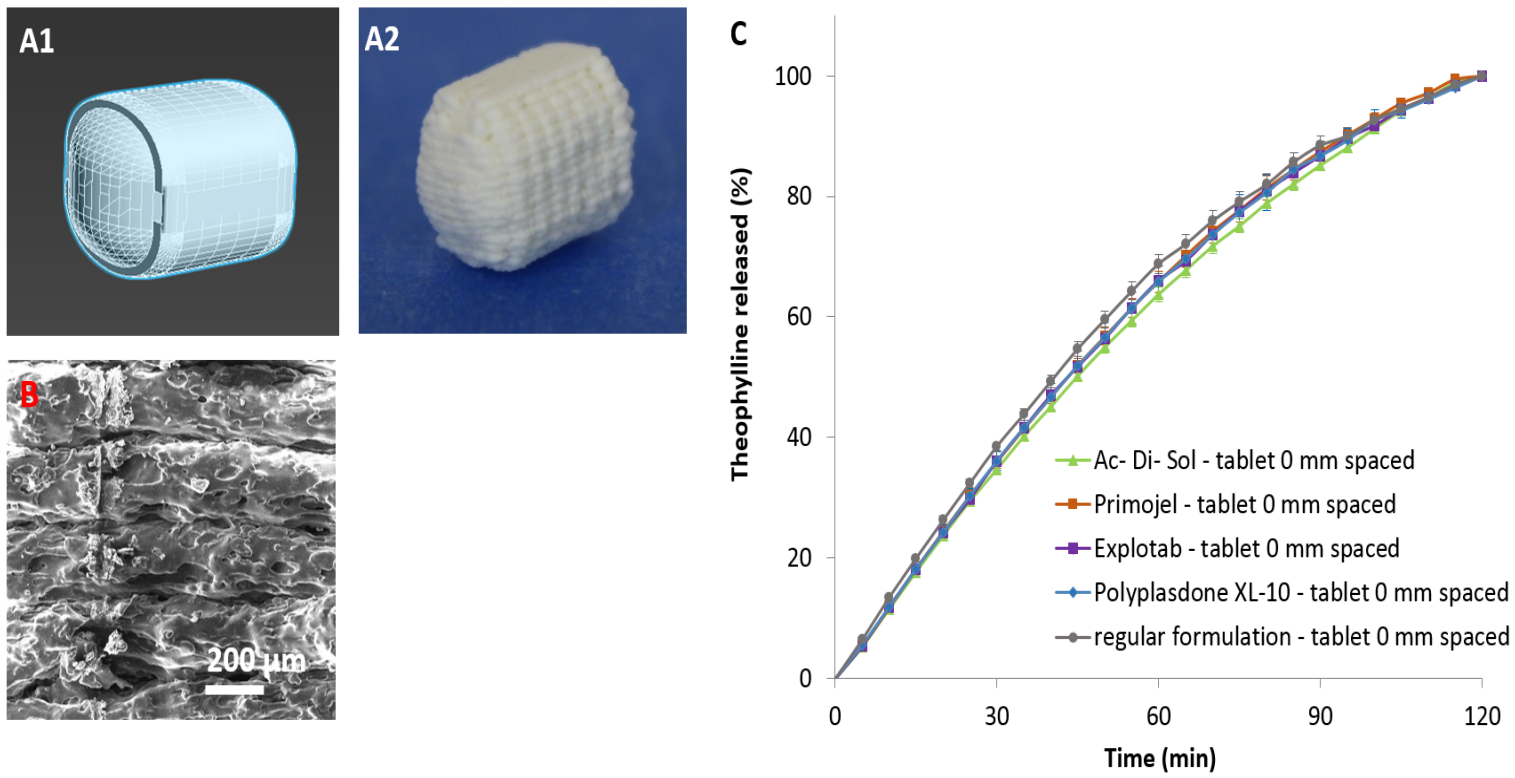 A1
A2
B
200 µm
C
Theophylline released (%)
100
80
60
40
20
0
Ac- Di- Sol - tablet 0 mm spaced
Primojel - tablet 0 mm spaced
Explotab - tablet 0 mm spaced
Polyplasdone XL-10 - tablet 0 mm spaced
regular formulation - tablet 0 mm spaced
0 30 60 90 120
Time (min)